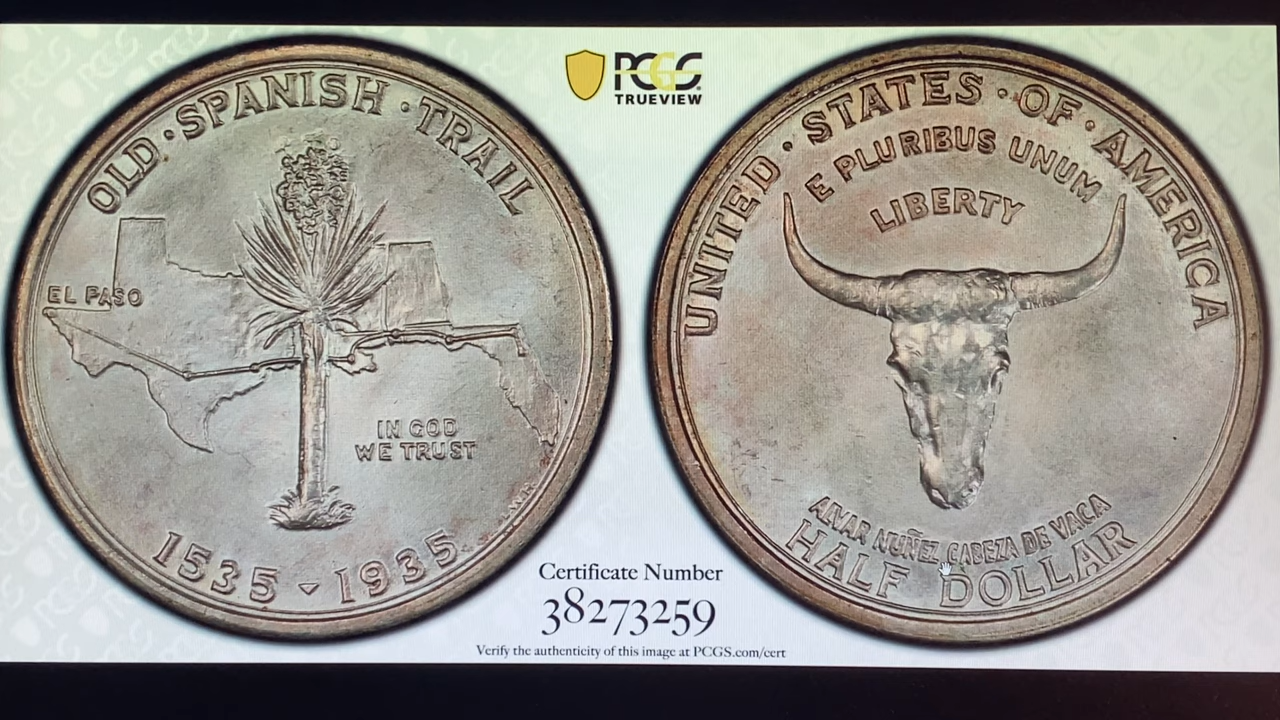 PCGS
TRUEVIEW
OLD · SPANISH · TRAIL
EL PASO
IN GOD
WE TRUST
1535 - 1935
UNITED · STATES · OF · AMERICA
E PLURIBUS UNUM
LIBERTY
ALVAR NUÑEZ CABEZA DE VACA
HALF DOLLAR
Certificate Number
38273259
Verify the authenticity of this image at PCGS.com/cert